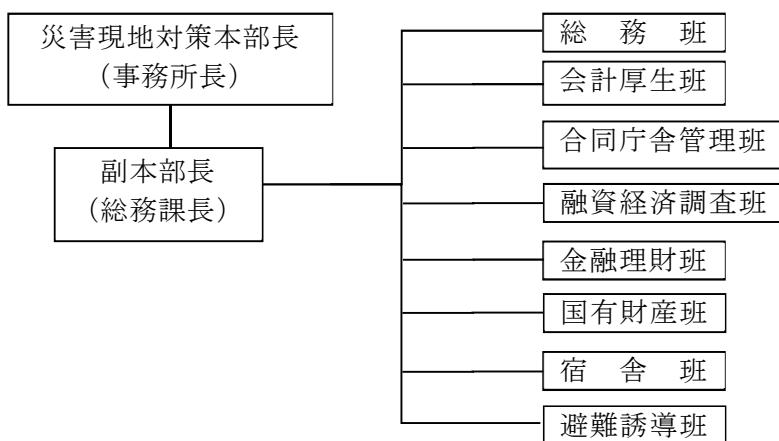 災害現地対策本部長
（事務所長）
副本部長
（総務課長）
総　務　班
会計厚生班
合同庁舎管理班
融資経済調査班
金融理財班
国有財産班
宿　舎　班
避難誘導班